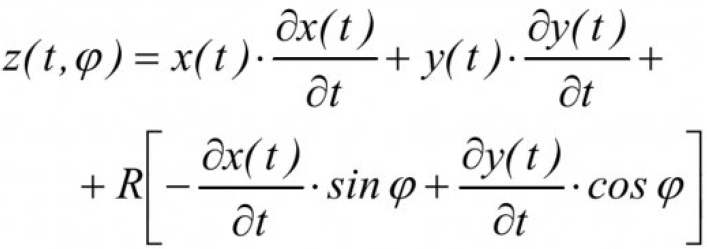 z(t,φ) = x(t)·∂x(t)/∂t + y(t)·∂y(t)/∂t +
+ R[−∂x(t)/∂t·sin φ + ∂y(t)/∂t·cos φ]